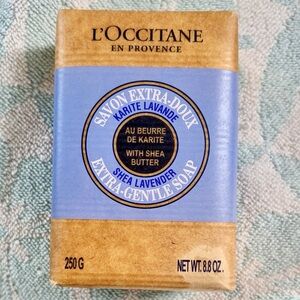 L'OCCITANE
EN PROVENCE
SAVON EXTRA-DOUX
KARITE LAVANDE
AU BEURRE
DE KARITE
WITH SHEA
BUTTER
SHEA LAVENDER
EXTRA-GENTLE SOAP
250 G
NET WT. 8.8 OZ.